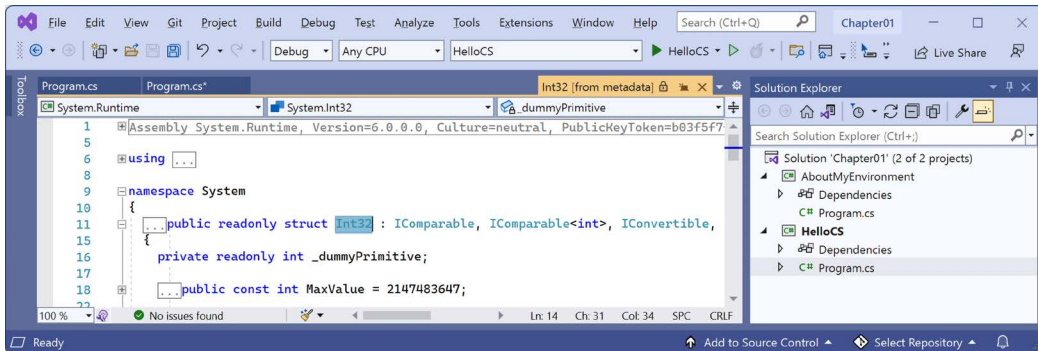 File Edit View Git Project Build Debug Test Analyze Tools Extensions Window Help Search (Ctrl+Q) Chapter01
Debug Any CPU HelloCS HelloCS Live Share
Toolbox
Program.cs Program.cs* Int32 [from metadata]
System.Runtime System.Int32 _dummyPrimitive
1 Assembly System.Runtime, Version=6.0.0.0, Culture=neutral, PublicKeyToken=b03f5f7
5
6 using ...
8
9 namespace System
10 {
11 ...public readonly struct Int32 : IComparable, IComparable<int>, IConvertible,
15 {
16 private readonly int _dummyPrimitive;
17
18 ...public const int MaxValue = 2147483647;
22
100 % No issues found Ln: 14 Ch: 31 Col: 34 SPC CRLF
Solution Explorer
Search Solution Explorer (Ctrl+;)
Solution 'Chapter01' (2 of 2 projects)
C# AboutMyEnvironment
Dependencies
C# Program.cs
C# HelloCS
Dependencies
C# Program.cs
Ready Add to Source Control Select Repository